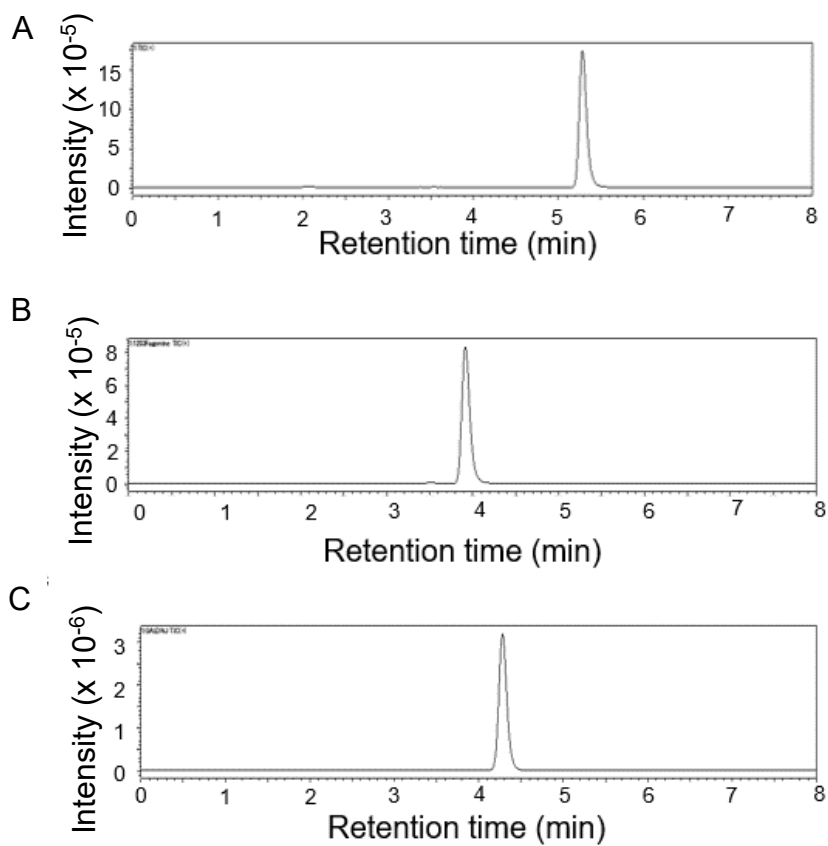 A
Intensity (x 10-5)
15
10
5
0
0 1 2 3 4 5 6 7 8
Retention time (min)
B
Intensity (x 10-5)
8
6
4
2
0
0 1 2 3 4 5 6 7 8
Retention time (min)
C
Intensity (x 10-6)
3
2
1
0
0 1 2 3 4 5 6 7 8
Retention time (min)